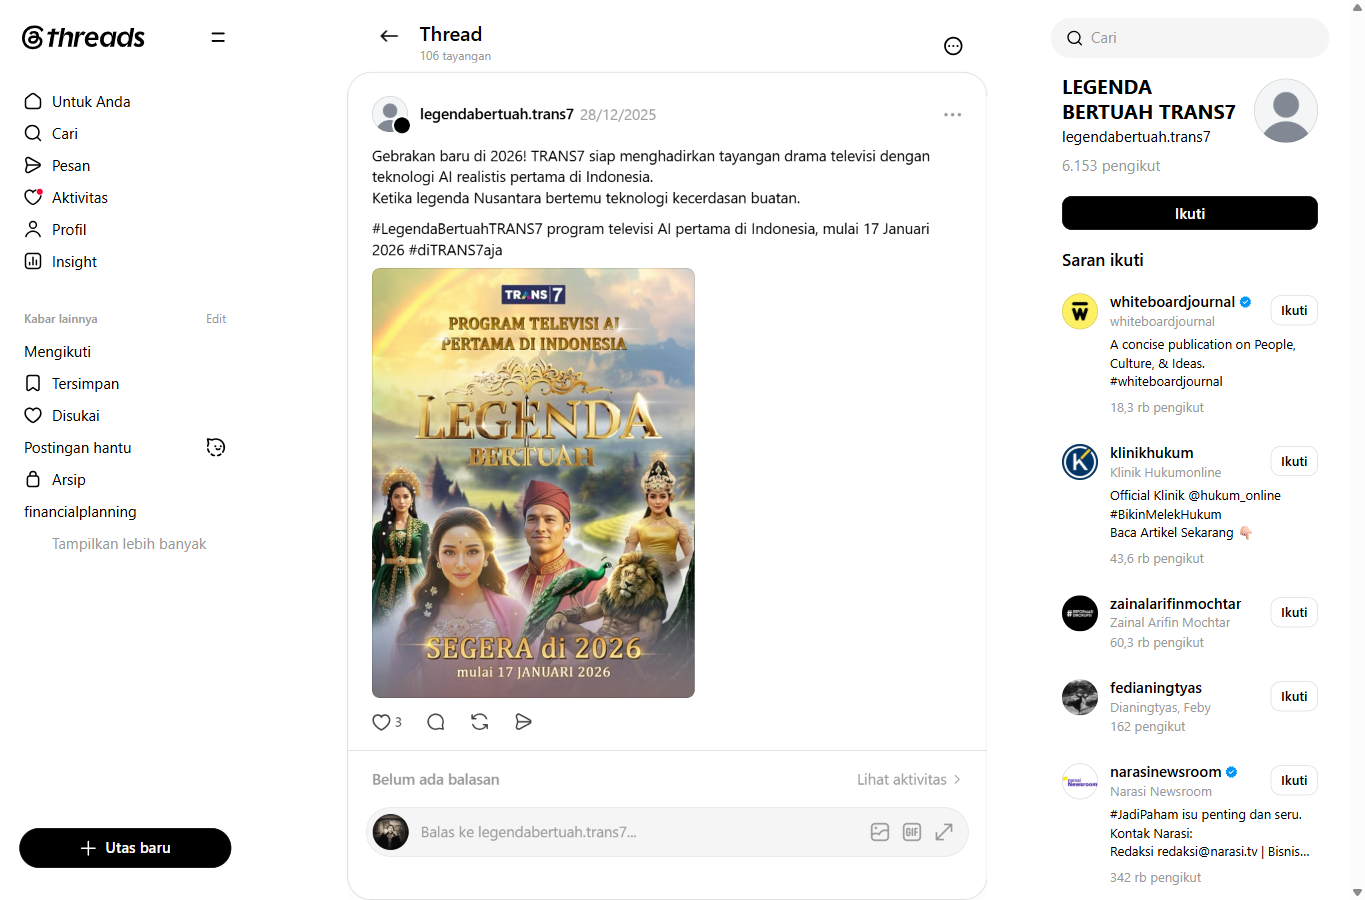 threads
Untuk Anda
Cari
Pesan
Aktivitas
Profil
Insight
Kabar lainnya
Edit
Mengikuti
Tersimpan
Disukai
Postingan hantu
Arsip
financialplanning
Tampilkan lebih banyak
Utas baru
Thread
106 tayangan
legendabertuah.trans7 28/12/2025
Gebrakan baru di 2026! TRANS7 siap menghadirkan tayangan drama televisi dengan
teknologi AI realistis pertama di Indonesia.
Ketika legenda Nusantara bertemu teknologi kecerdasan buatan.
#LegendaBertuahTRANS7 program televisi AI pertama di Indonesia, mulai 17 Januari
2026 #diTRANS7aja
TRANS 7
PROGRAM TELEVISI AI
PERTAMA DI INDONESIA
LEGENDA
BERTUAH
SEGERA di 2026
mulai 17 JANUARI 2026
3
Belum ada balasan
Lihat aktivitas
Balas ke legendabertuah.trans7...
GIF
Cari
LEGENDA
BERTUAH TRANS7
legendabertuah.trans7
6.153 pengikut
Ikuti
Saran ikuti
whiteboardjournal
Ikuti
whiteboardjournal
A concise publication on People,
Culture, & Ideas.
#whiteboardjournal
18,3 rb pengikut
klinikhukum
Ikuti
Klinik Hukumonline
Official Klinik @hukum_online
#BikinMelekHukum
Baca Artikel Sekarang
43,6 rb pengikut
zainalarifinmochtar
Ikuti
Zainal Arifin Mochtar
60,3 rb pengikut
fedianingtyas
Ikuti
Dianingtyas, Feby
162 pengikut
narasinewsroom
Ikuti
Narasi Newsroom
#JadiPaham isu penting dan seru.
Kontak Narasi:
Redaksi redaksi@narasi.tv | Bisnis...
342 rb pengikut